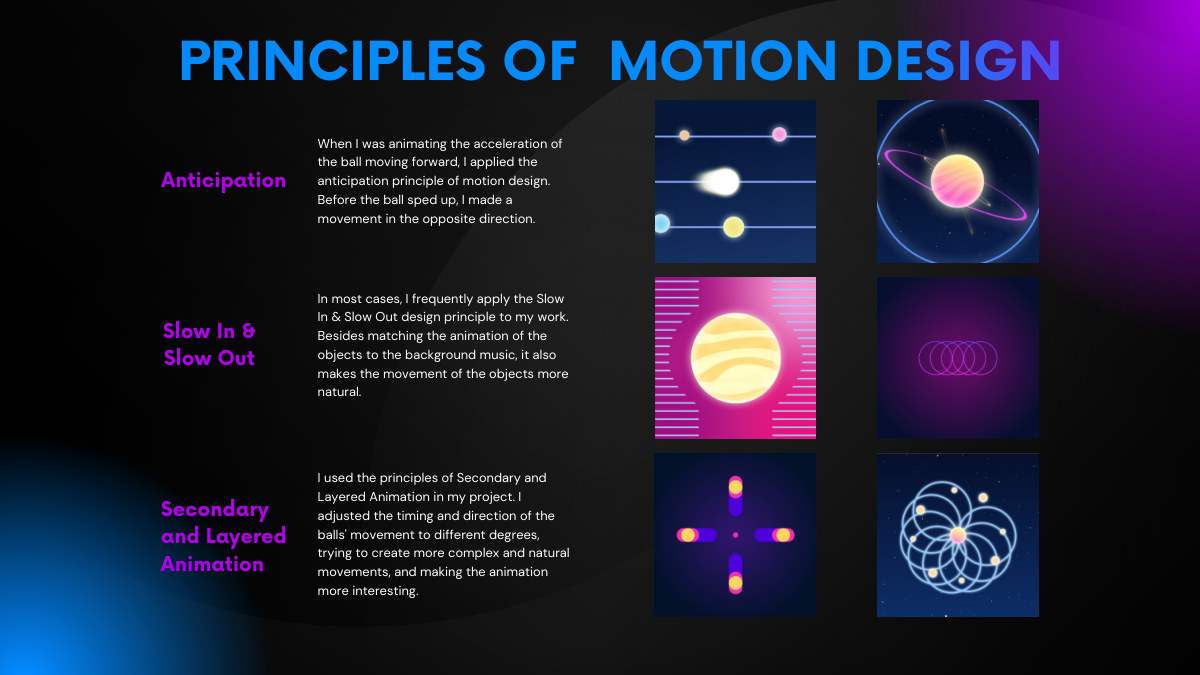 PRINCIPLES OF MOTION DESIGN
Anticipation
When I was animating the acceleration of
the ball moving forward, I applied the
anticipation principle of motion design.
Before the ball sped up, I made a
movement in the opposite direction.
Slow In &
Slow Out
In most cases, I frequently apply the Slow
In & Slow Out design principle to my work.
Besides matching the animation of the
objects to the background music, it also
makes the movement of the objects more
natural.
Secondary
and Layered
Animation
I used the principles of Secondary and
Layered Animation in my project. I
adjusted the timing and direction of the
balls' movement to different degrees,
trying to create more complex and natural
movements, and making the animation
more interesting.